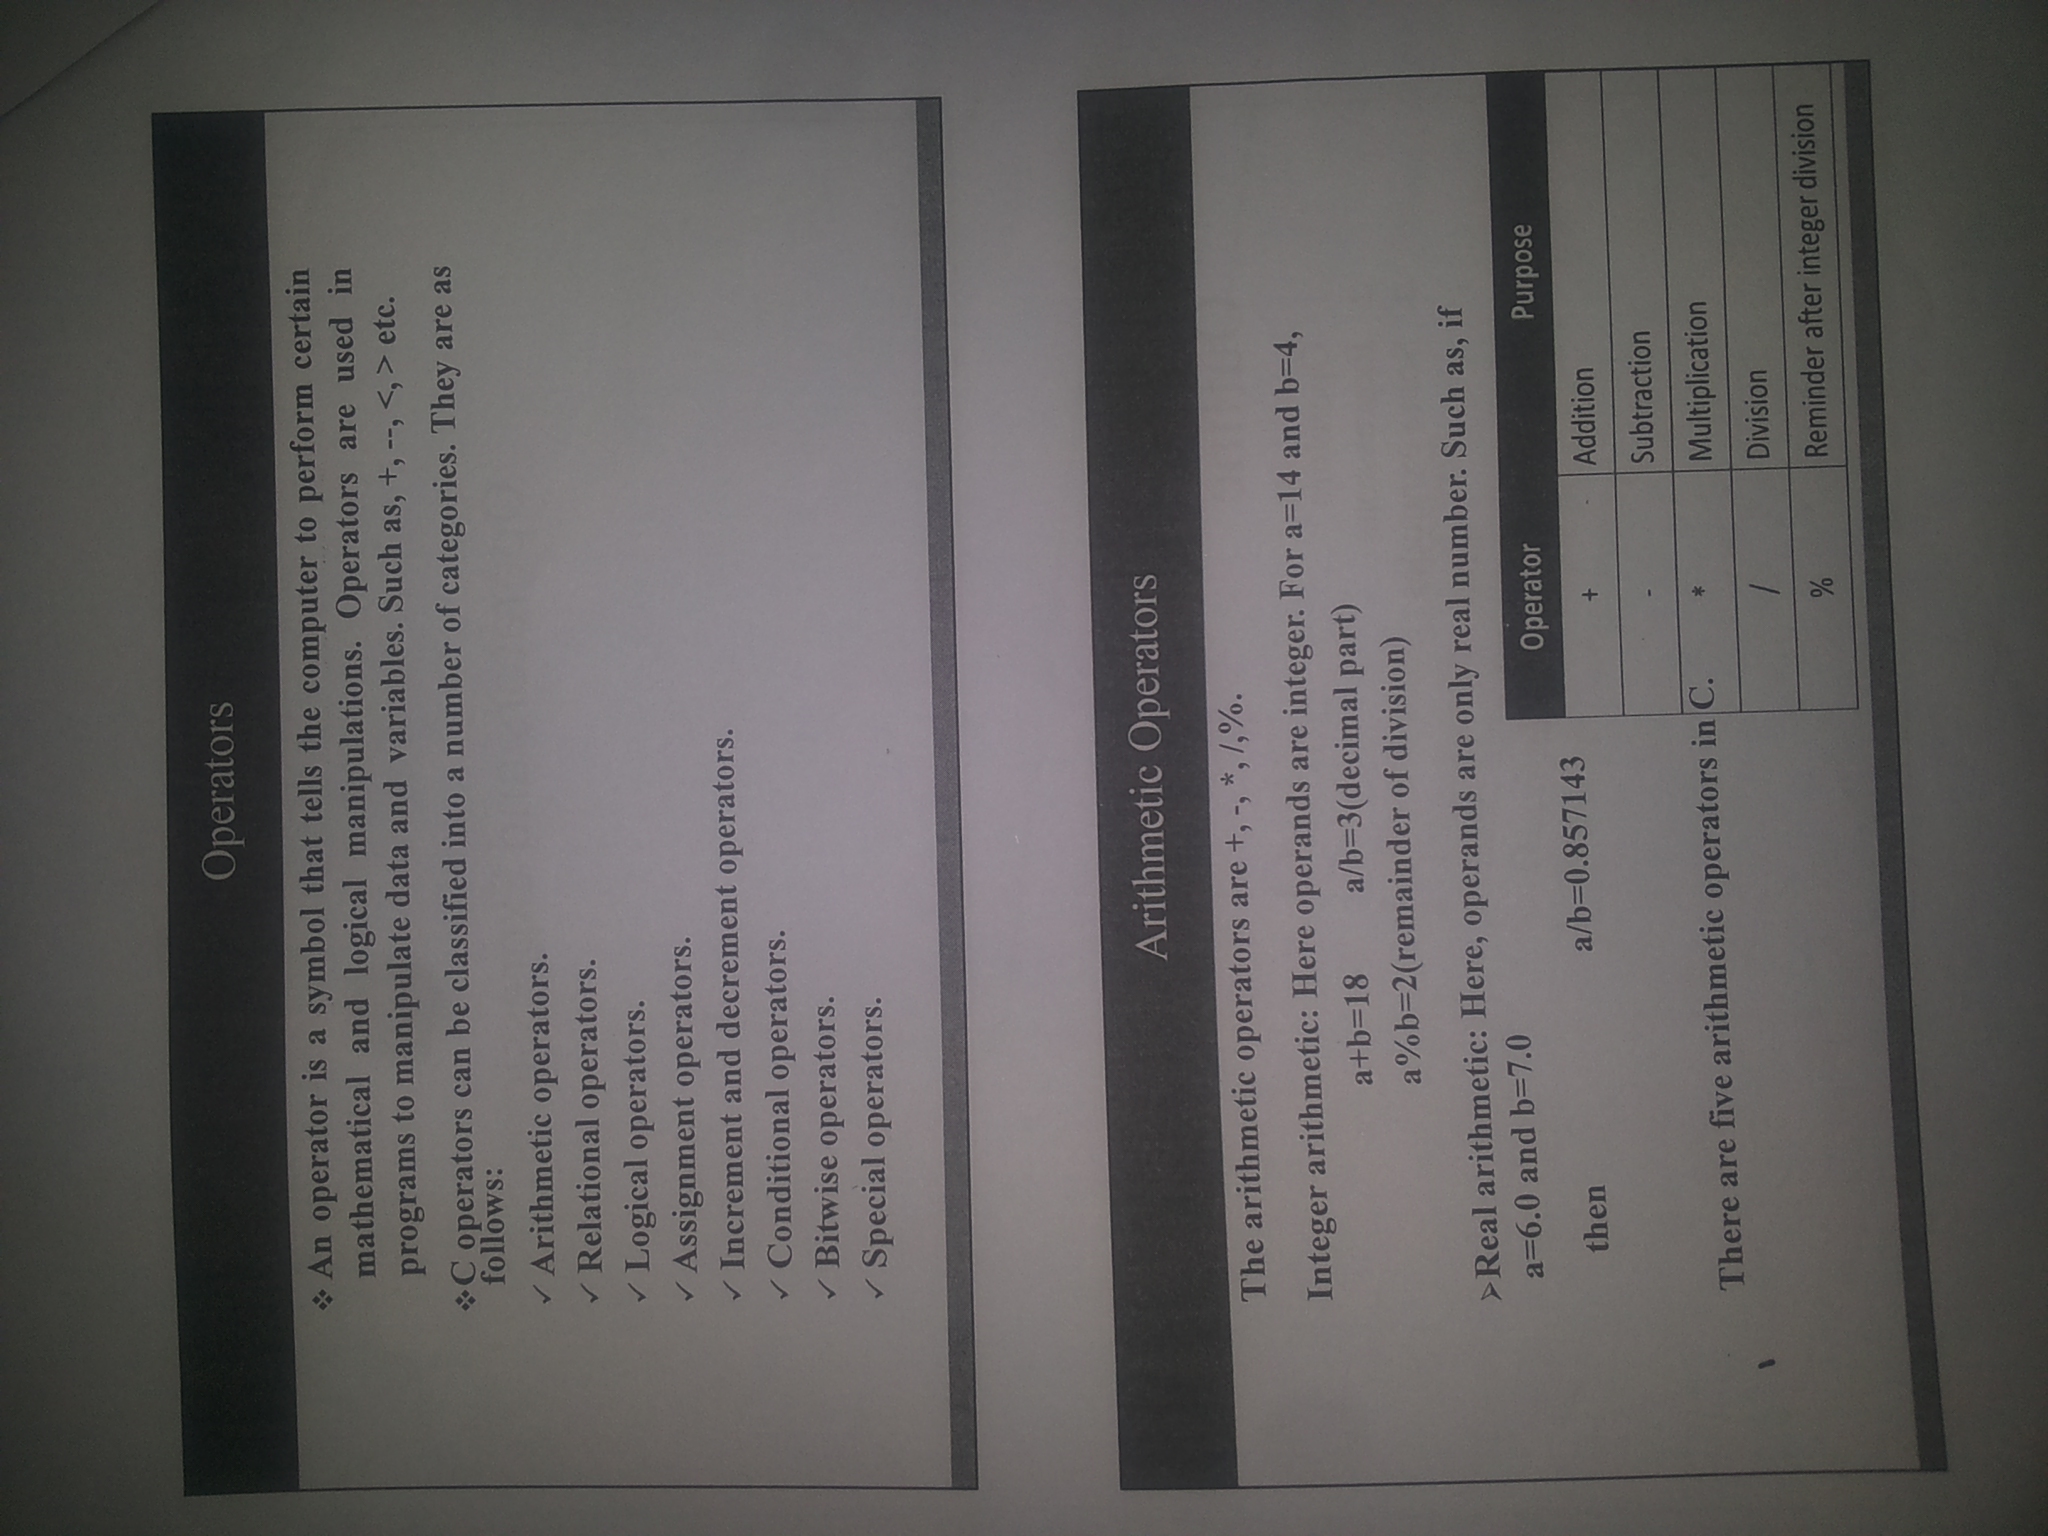 Operators
❖ An operator is a symbol that tells the computer to perform certain
mathematical and logical manipulations. Operators are used in
programs to manipulate data and variables. Such as, +, --, <, > etc.
❖ C operators can be classified into a number of categories. They are as
follows:
✓ Arithmetic operators.
✓ Relational operators.
✓ Logical operators.
✓ Assignment operators.
✓ Increment and decrement operators.
✓ Conditional operators.
✓ Bitwise operators.
✓ Special operators.
Arithmetic Operators
The arithmetic operators are +, -, *, /,%.
Integer arithmetic: Here operands are integer. For a=14 and b=4,
a+b=18 a/b=3(decimal part)
a%b=2(remainder of division)
➢Real arithmetic: Here, operands are only real number. Such as, if
a=6.0 and b=7.0
then a/b=0.857143
There are five arithmetic operators in C.
Operator Purpose
+ Addition
- Subtraction
* Multiplication
/ Division
% Reminder after integer division